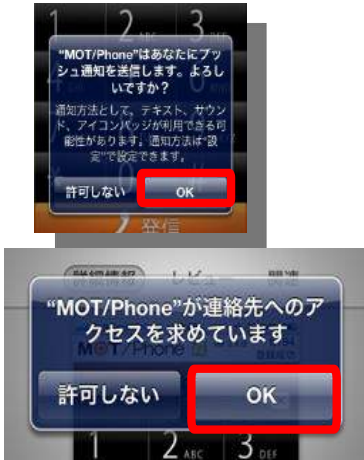 1 2 ABC 3
"MOT/Phone"はあなたにプッ
シュ通知を送信します。よろし
いですか？
通知方法として、テキスト、サウン
ド、アイコンバッジが利用できる可
能性があります。通知方法は"設
定"で設定できます。
許可しない OK
発信
詳細情報 レビュー 関連
"MOT/Phone"が連絡先へのア
クセスを求めています
MOT/Phone
許可しない OK
1 2 ABC 3 DEF